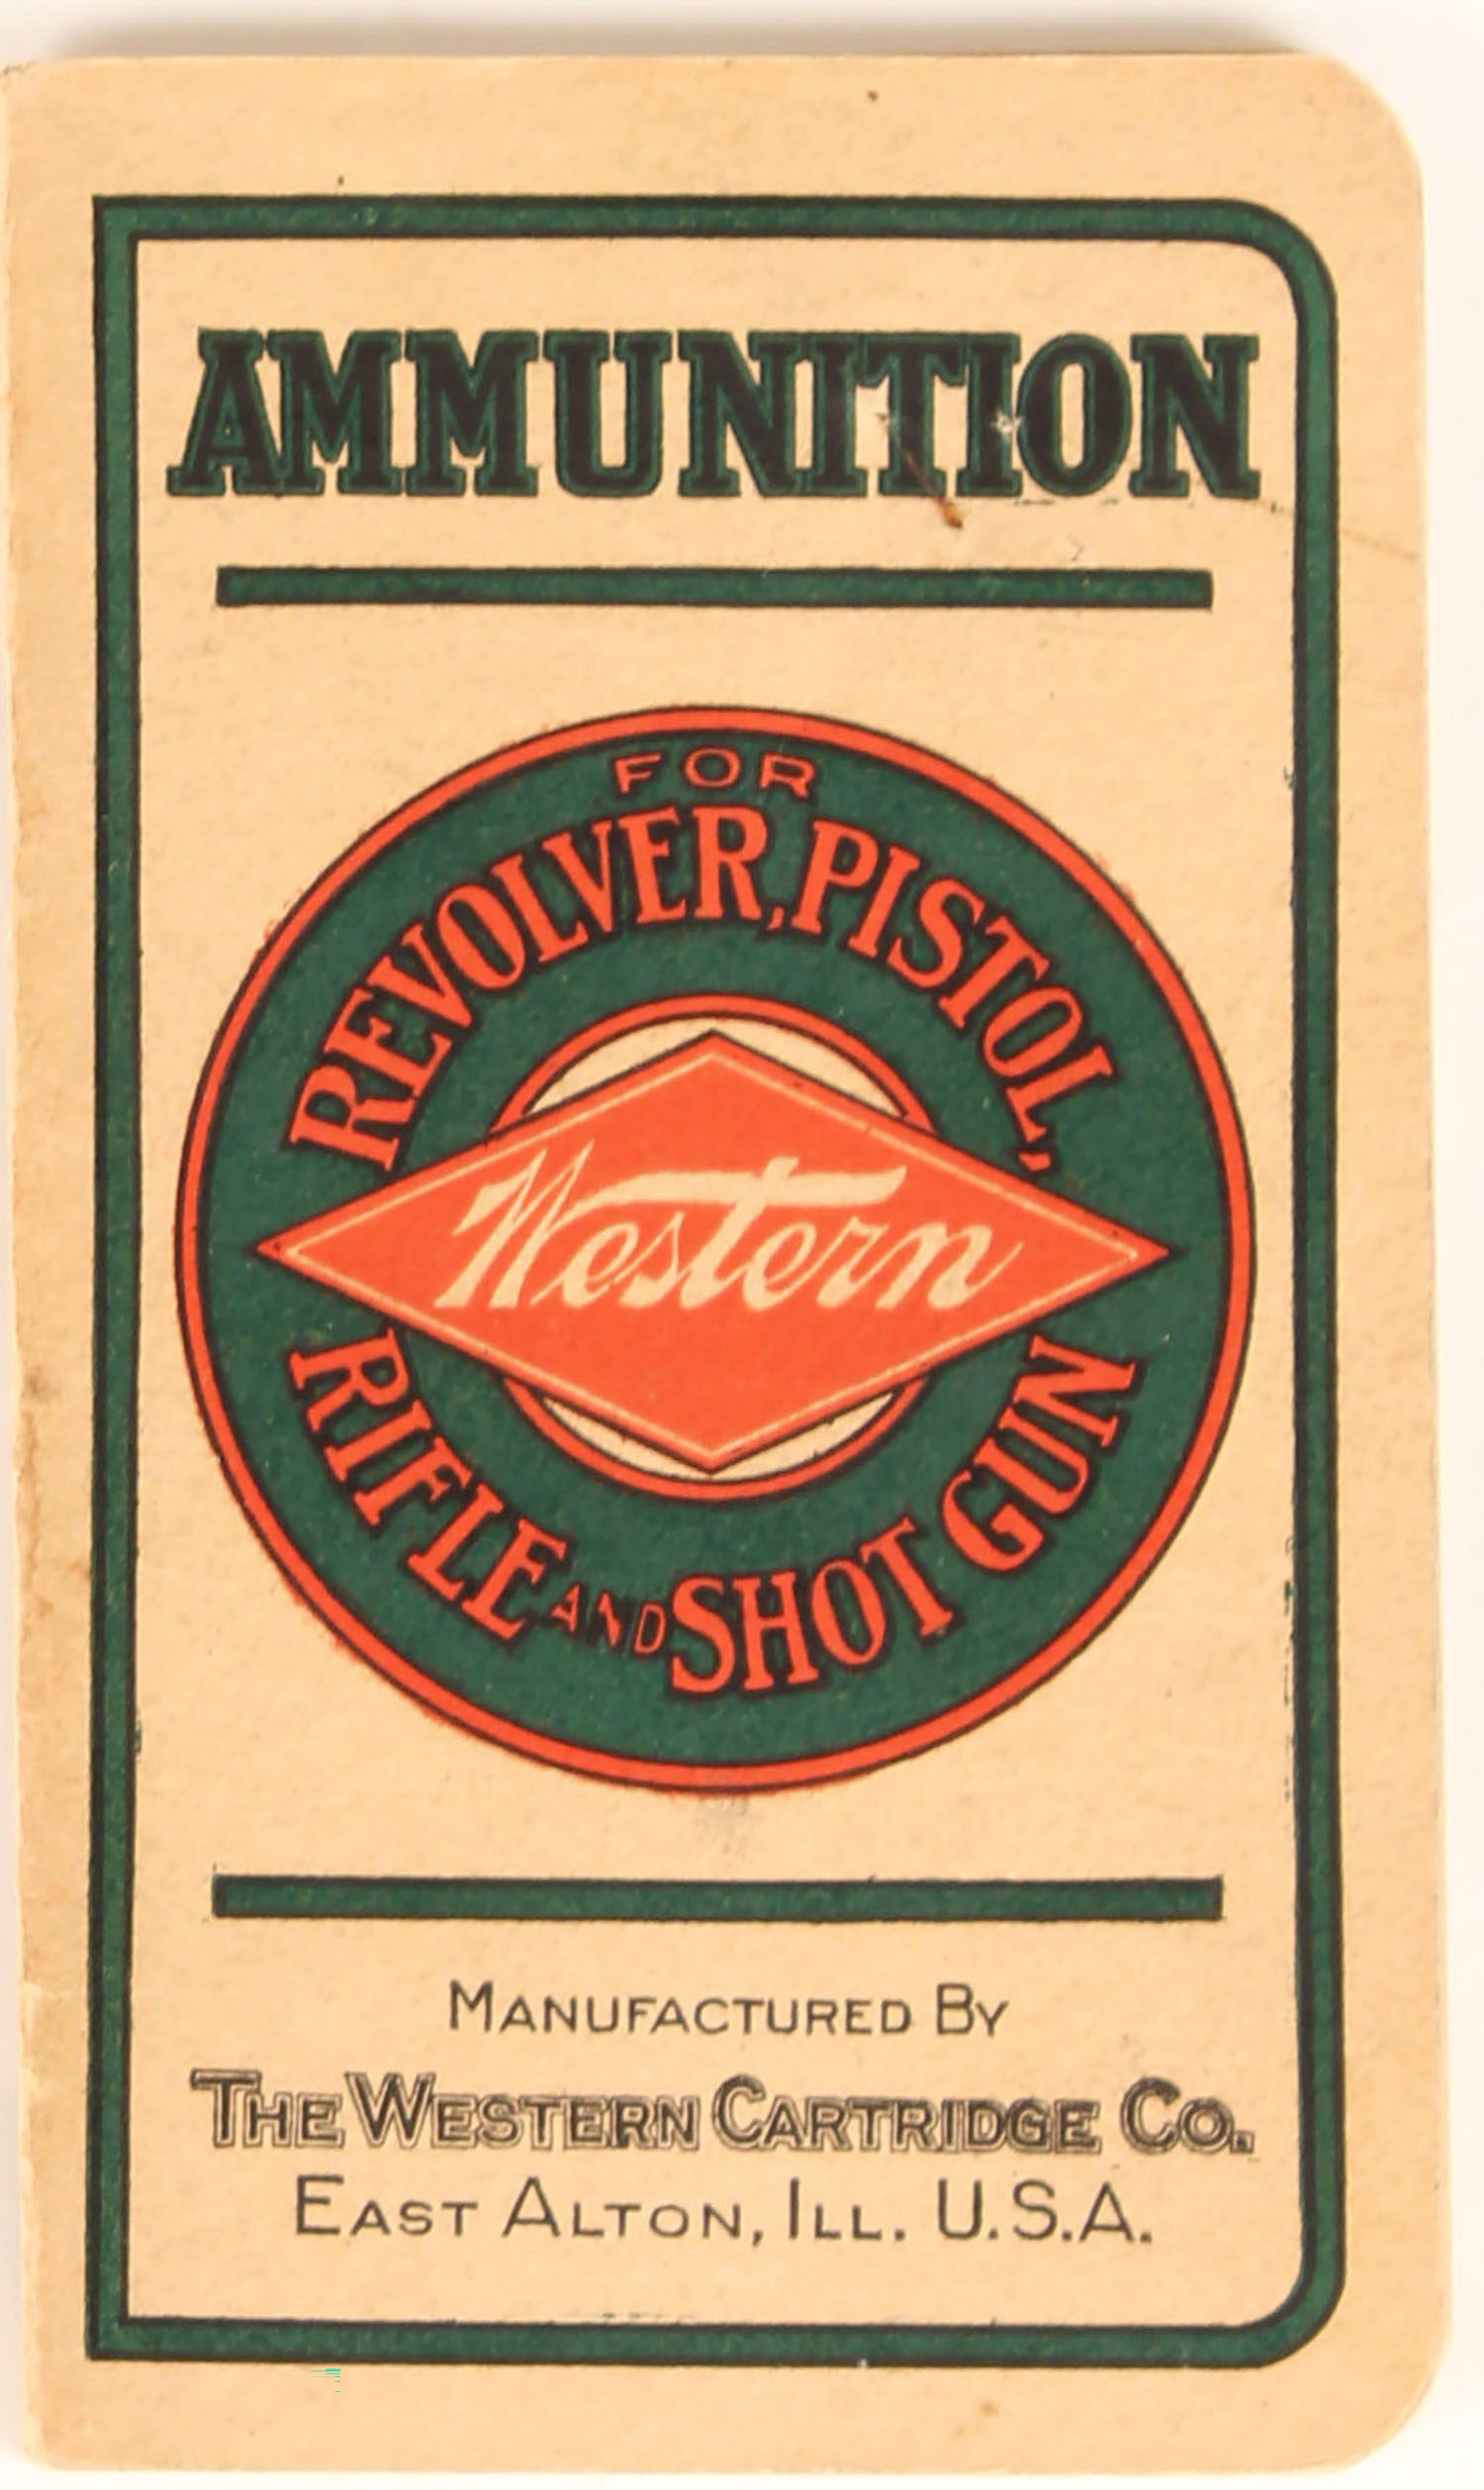 AMMUNITION
FOR
REVOLVER, PISTOL,
Western
RIFLE AND SHOT GUN
MANUFACTURED BY
THE WESTERN CARTRIDGE CO.
EAST ALTON, ILL. U.S.A.